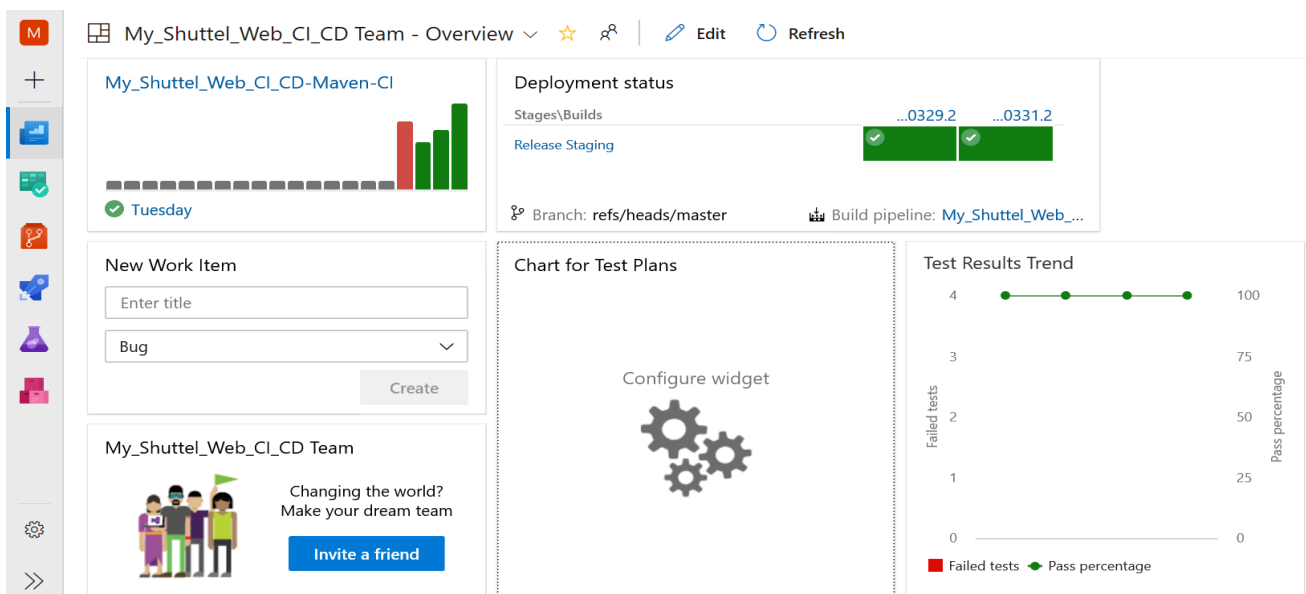 M
My_Shuttel_Web_CI_CD Team - Overview
Edit
Refresh
My_Shuttel_Web_CI_CD-Maven-CI
Tuesday
Deployment status
Stages\Builds
...0329.2
...0331.2
Release Staging
Branch: refs/heads/master
Build pipeline: My_Shuttel_Web_...
New Work Item
Enter title
Bug
Create
Chart for Test Plans
Configure widget
Test Results Trend
4
100
3
75
2
50
1
25
0
0
Failed tests
Pass percentage
Failed tests
Pass percentage
My_Shuttel_Web_CI_CD Team
Changing the world?
Make your dream team
Invite a friend